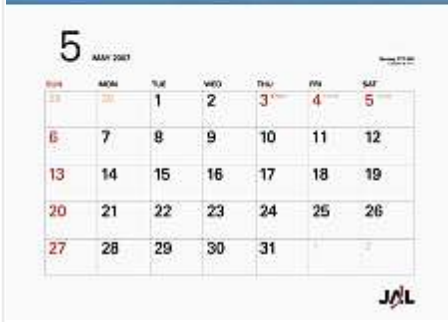 5 MAY 2007
SUN MON TUE WED THU FRI SAT
29 30 1 2 3 4 5
6 7 8 9 10 11 12
13 14 15 16 17 18 19
20 21 22 23 24 25 26
27 28 29 30 31 1 2
JAL